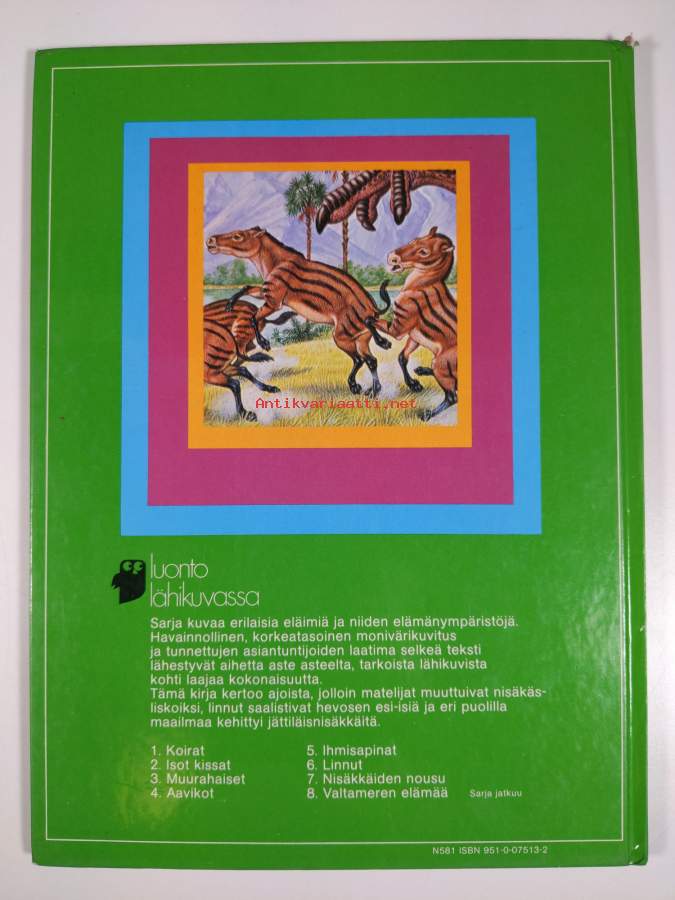 Antikvariaatti.net
luonto
lähikuvassa
Sarja kuvaa erilaisia eläimiä ja niiden elämänympäristöjä.
Havainnollinen, korkeatasoinen monivärikuvitus
ja tunnettujen asiantuntijoiden laatima selkeä teksti
lähestyvät aihetta aste asteelta, tarkoista lähikuvista
kohti laajaa kokonaisuutta.
Tämä kirja kertoo ajoista, jolloin matelijat muuttuivat nisäkäs-
liskoiksi, linnut saalistivat hevosen esi-isiä ja eri puolilla
maailmaa kehittyi jättiläisnisäkkäitä.
1. Koirat
2. Isot kissat
3. Muurahaiset
4. Aavikot
5. Ihmisapinat
6. Linnut
7. Nisäkkäiden nousu
8. Valtameren elämää Sarja jatkuu
N581 ISBN 951-0-07513-2